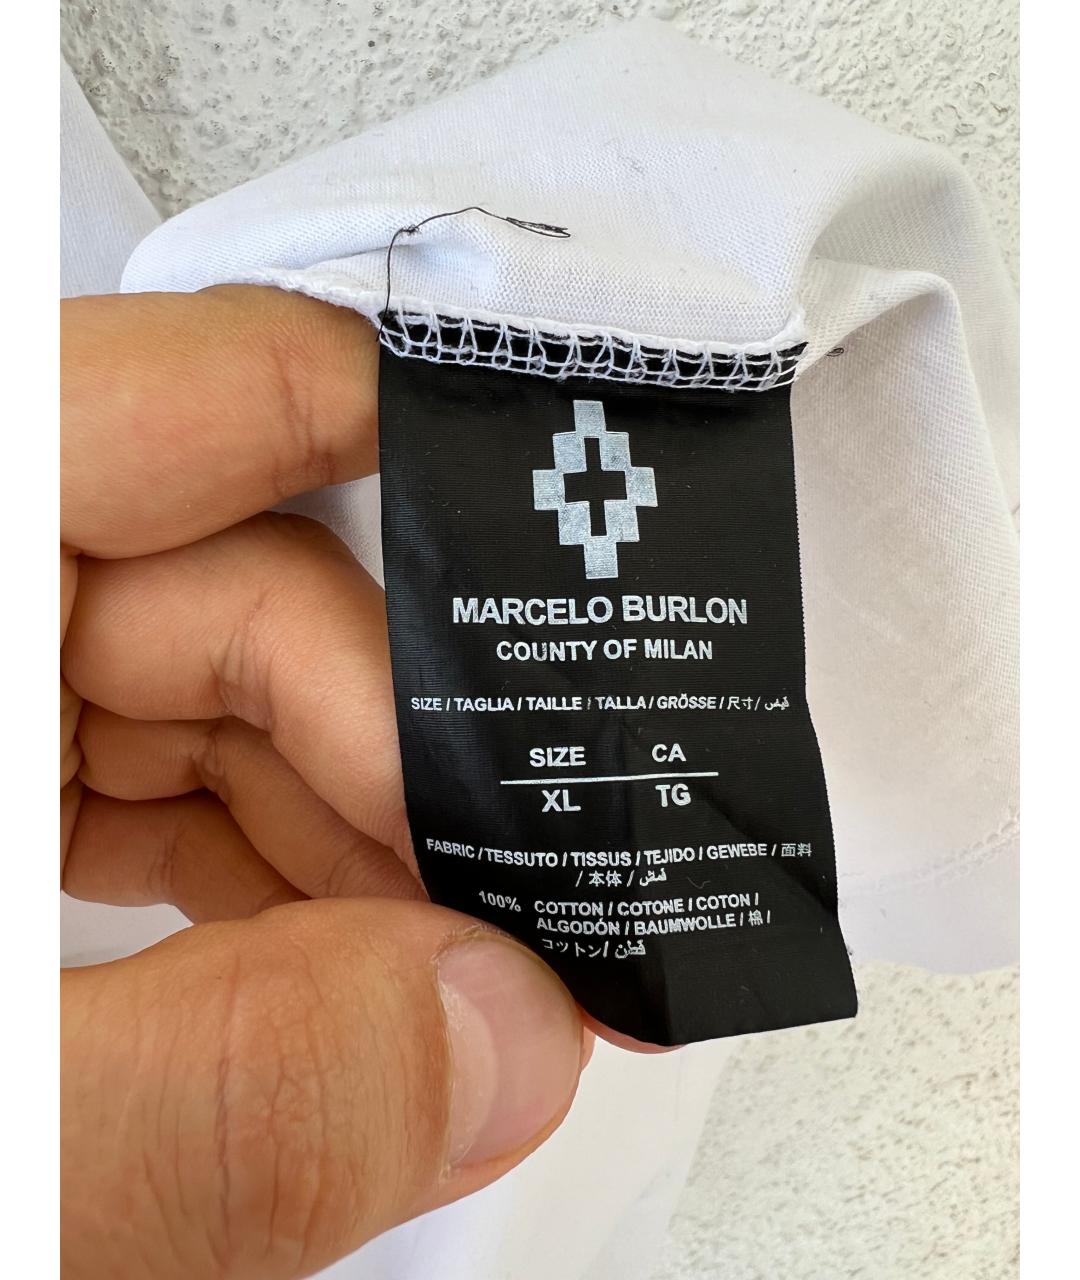 MARCELO BURLON
COUNTY OF MILAN
SIZE / TAGLIA / TAILLE / TALLA / GRÖSSE / 尺寸 /
SIZE CA
XL TG
FABRIC / TESSUTO / TISSUS / TEJIDO / GEWEBE / 面料
/ 本体 / قماش
100% COTTON / COTONE / COTON /
ALGODÓN / BAUMWOLLE / 棉 /
コットン / قطن